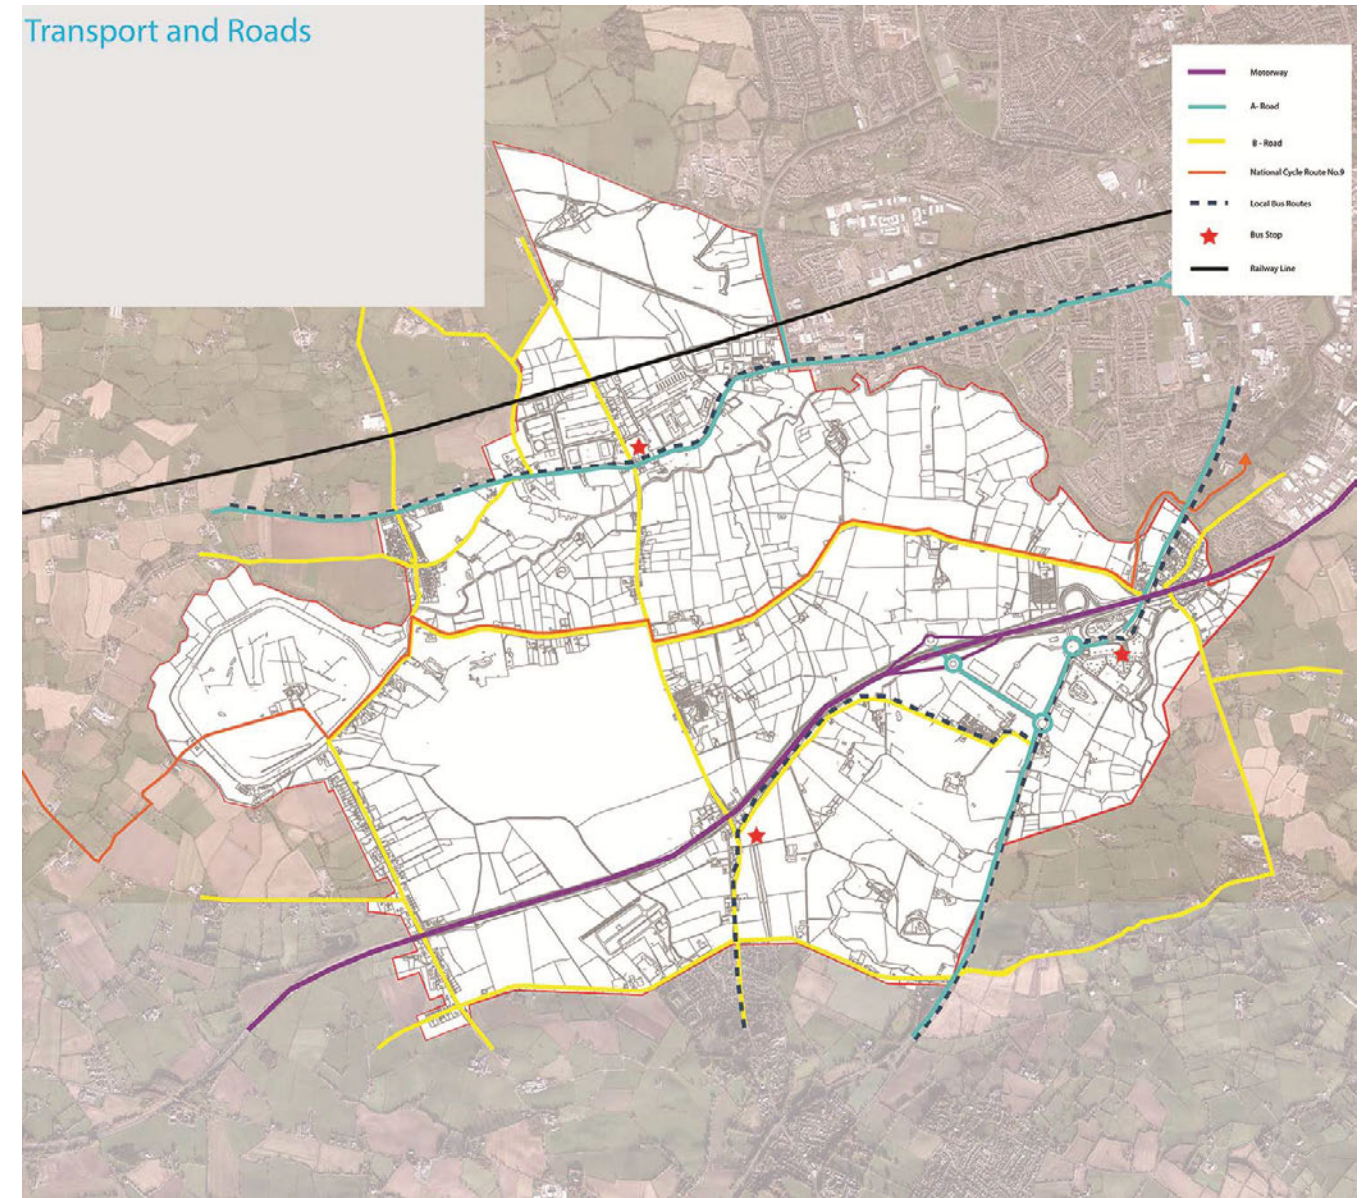 Transport and Roads
Motorway
A- Road
B - Road
National Cycle Route No.9
Local Bus Routes
Bus Stop
Railway Line